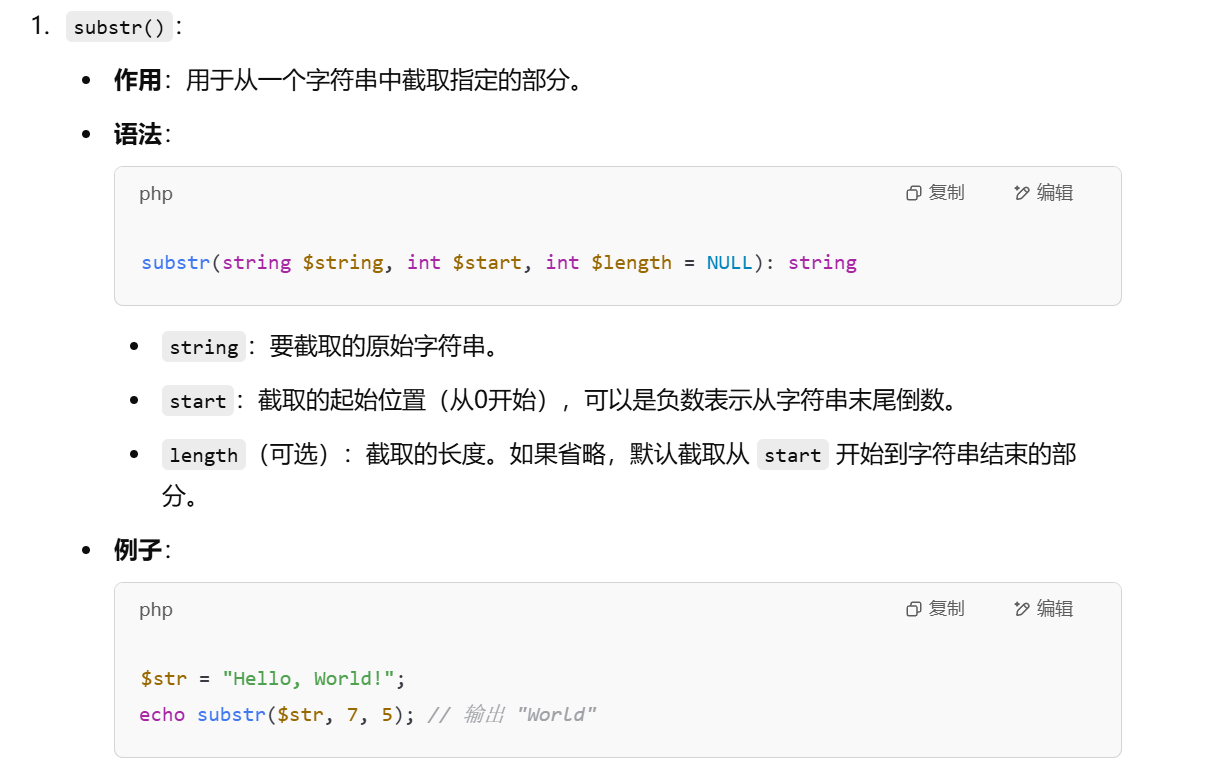 1. substr()：
• 作用：用于从一个字符串中截取指定的部分。
• 语法：
php 复制 编辑
substr(string $string, int $start, int $length = NULL): string
• string：要截取的原始字符串。
• start：截取的起始位置（从0开始），可以是负数表示从字符串末尾倒数。
• length（可选）：截取的长度。如果省略，默认截取从 start 开始到字符串结束的部
分。
• 例子：
php 复制 编辑
$str = "Hello, World!";
echo substr($str, 7, 5); // 输出 "World"